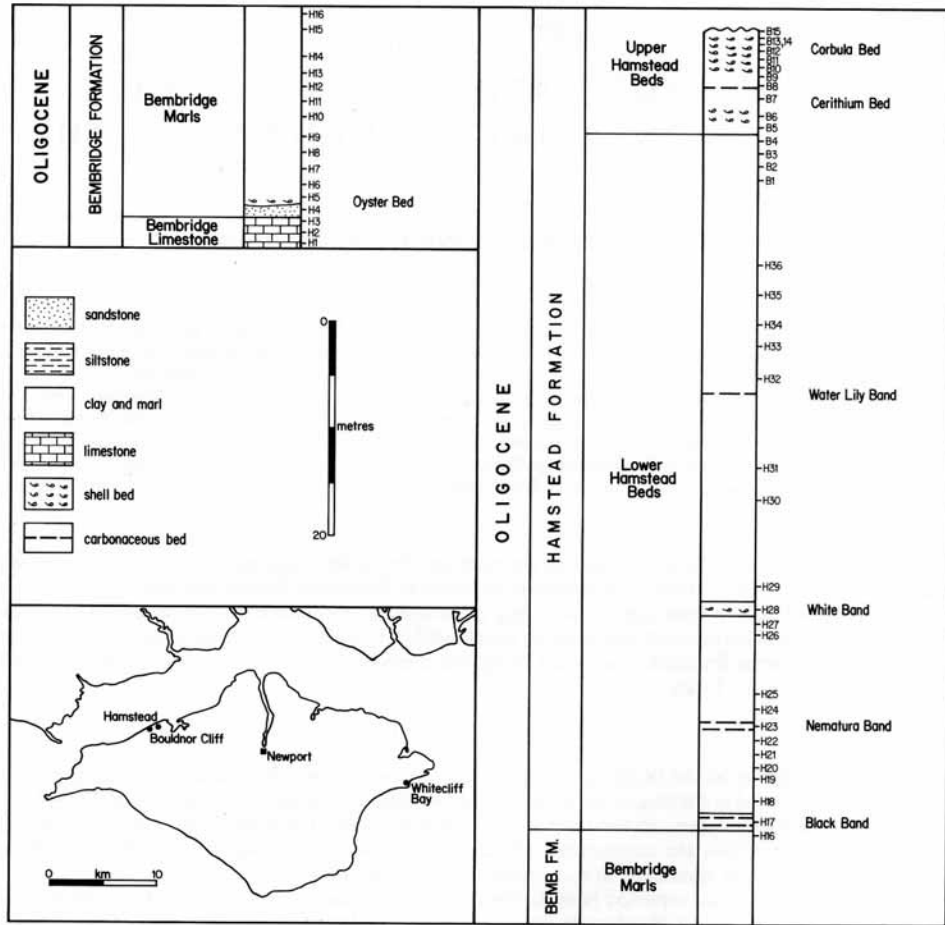 OLIGOCENE
BEMBRIDGE FORMATION
Bembridge
Marls
Bembridge
Limestone
H16
H15
H14
H13
H12
H11
H10
H9
H8
H7
H6
H5
H4
H3
H2
H1
Oyster Bed
sandstone
siltstone
clay and marl
limestone
shell bed
carbonaceous bed
0
metres
20
Hamstead
Bouldnor Cliff
Newport
Whitecliff
Bay
0 km 10
OLIGOCENE
HAMSTEAD FORMATION
BEMB. FM.
Upper
Hamstead
Beds
Lower
Hamstead
Beds
Bembridge
Marls
B15
B13,14
B12
B11
B10
B9
B8
B7
B6
B5
B4
B3
B2
B1
H36
H35
H34
H33
H32
H31
H30
H29
H28
H27
H26
H25
H24
H23
H22
H21
H20
H19
H18
H17
H16
Corbula Bed
Cerithium Bed
Water Lily Band
White Band
Nematura Band
Black Band